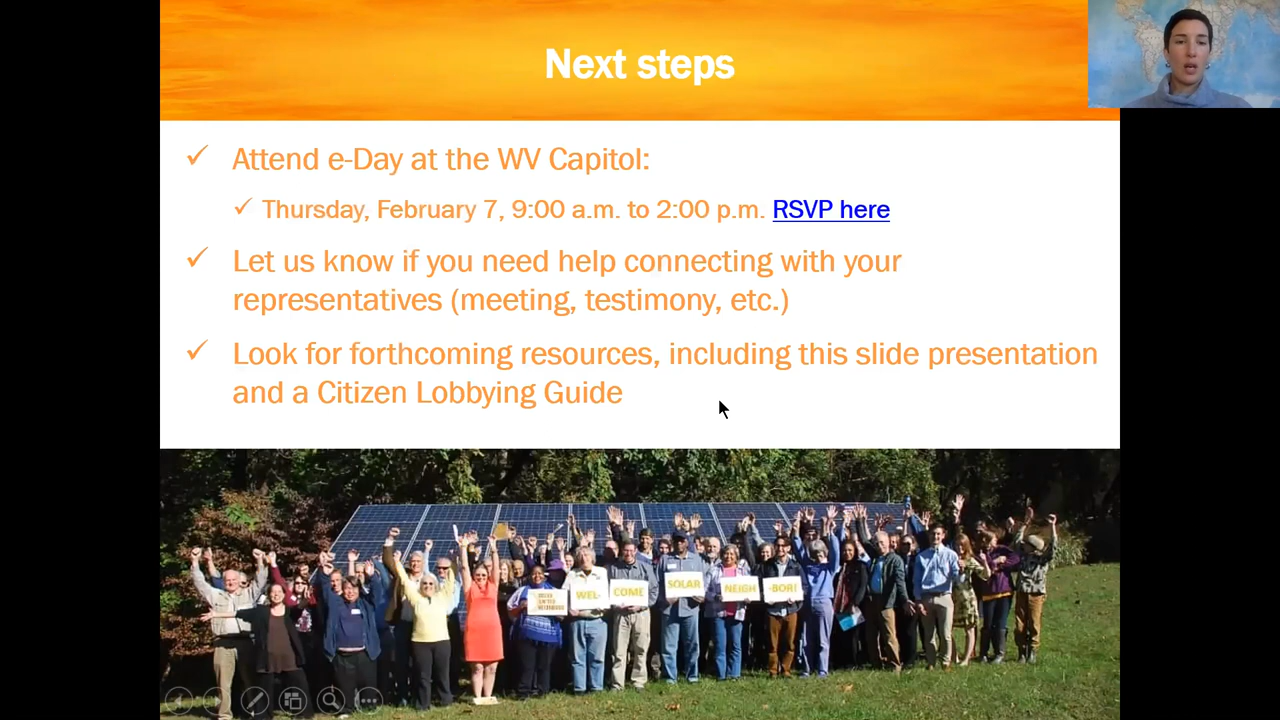 Next steps
Attend e-Day at the WV Capitol:
Thursday, February 7, 9:00 a.m. to 2:00 p.m. RSVP here
Let us know if you need help connecting with your
representatives (meeting, testimony, etc.)
Look for forthcoming resources, including this slide presentation
and a Citizen Lobbying Guide
WEL- COME SOLAR NEIGH -BOR!